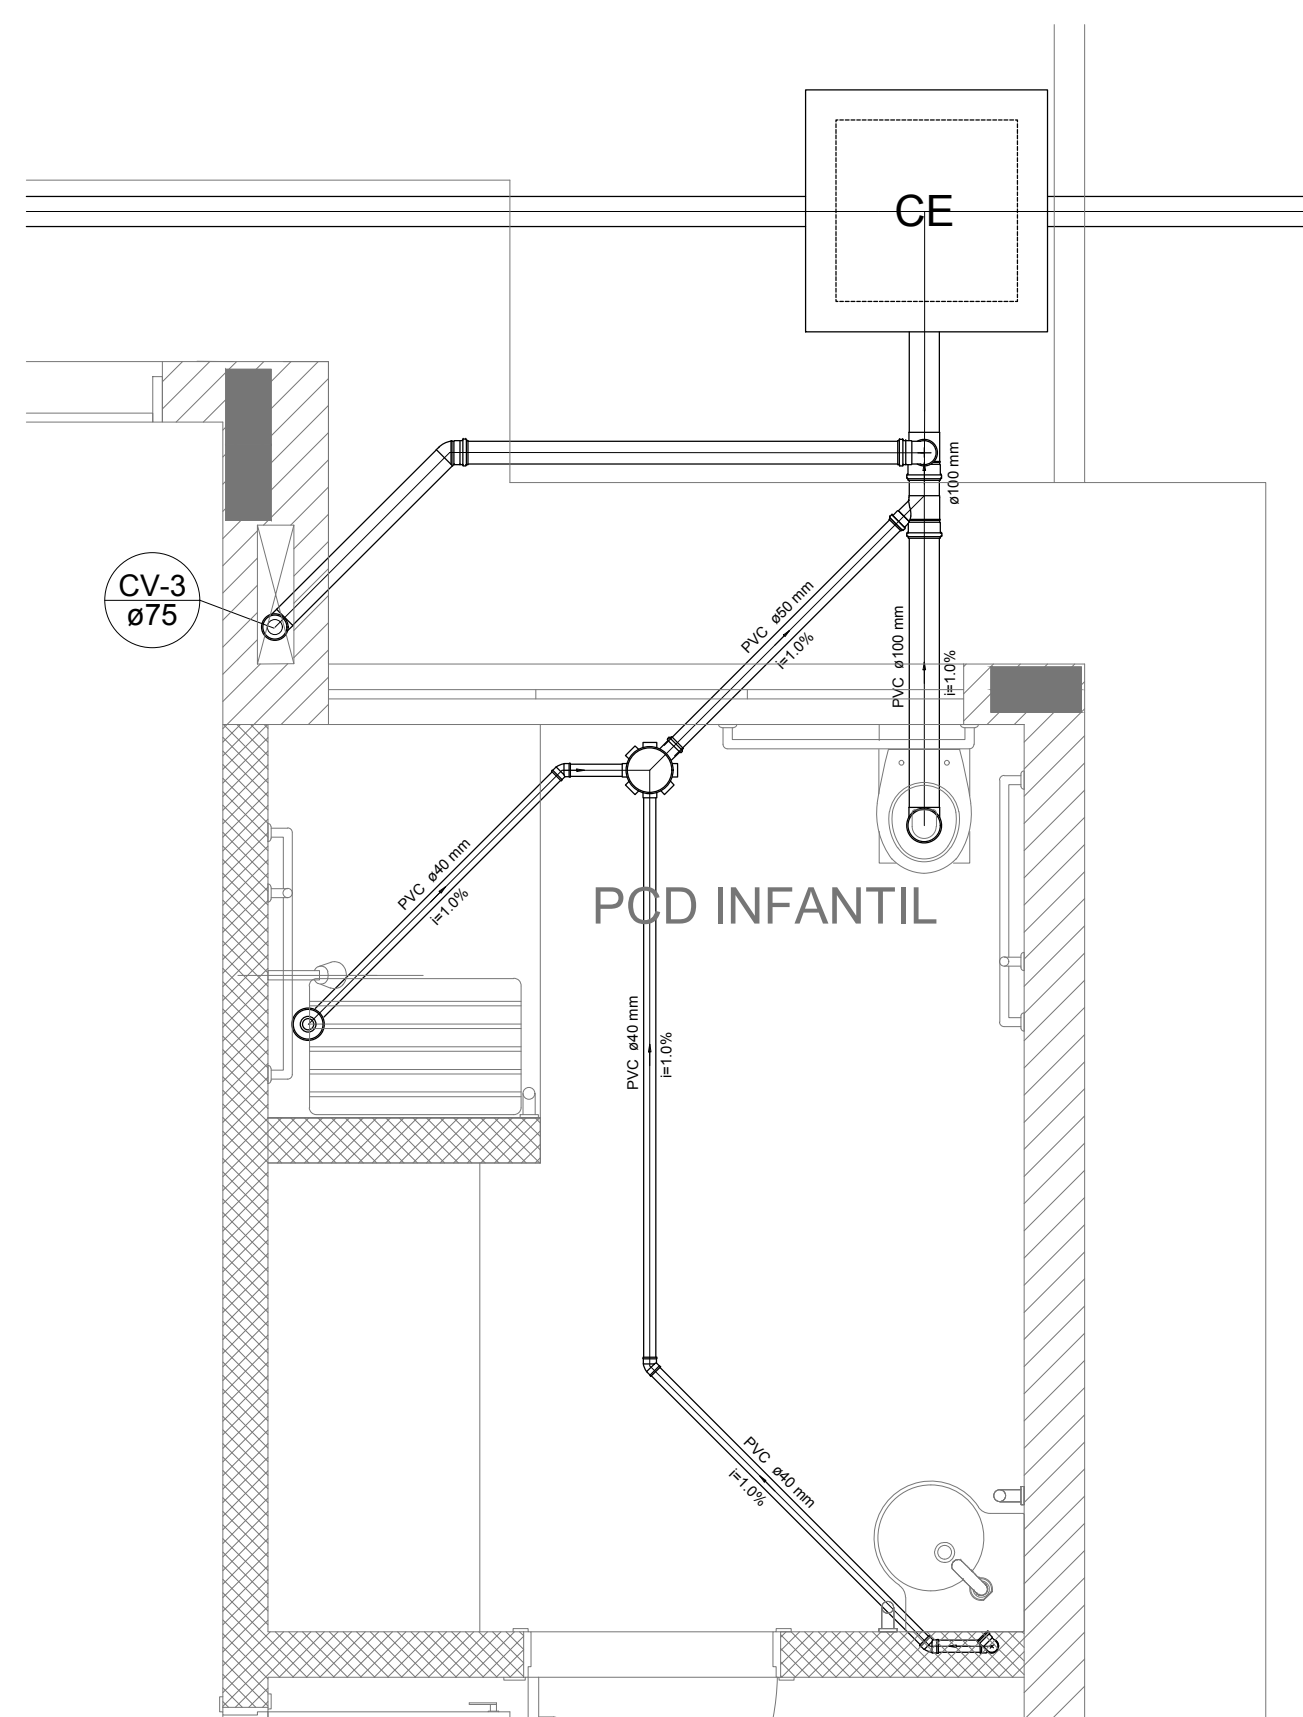 CE
ø100 mm
CV-3
ø75
PVC ø50 mm
i=1.0%
PVC ø100 mm
i=1.0%
PVC ø40 mm
i=1.0%
PCD INFANTIL
PVC ø40 mm
i=1.0%
PVC ø40 mm
i=1.0%